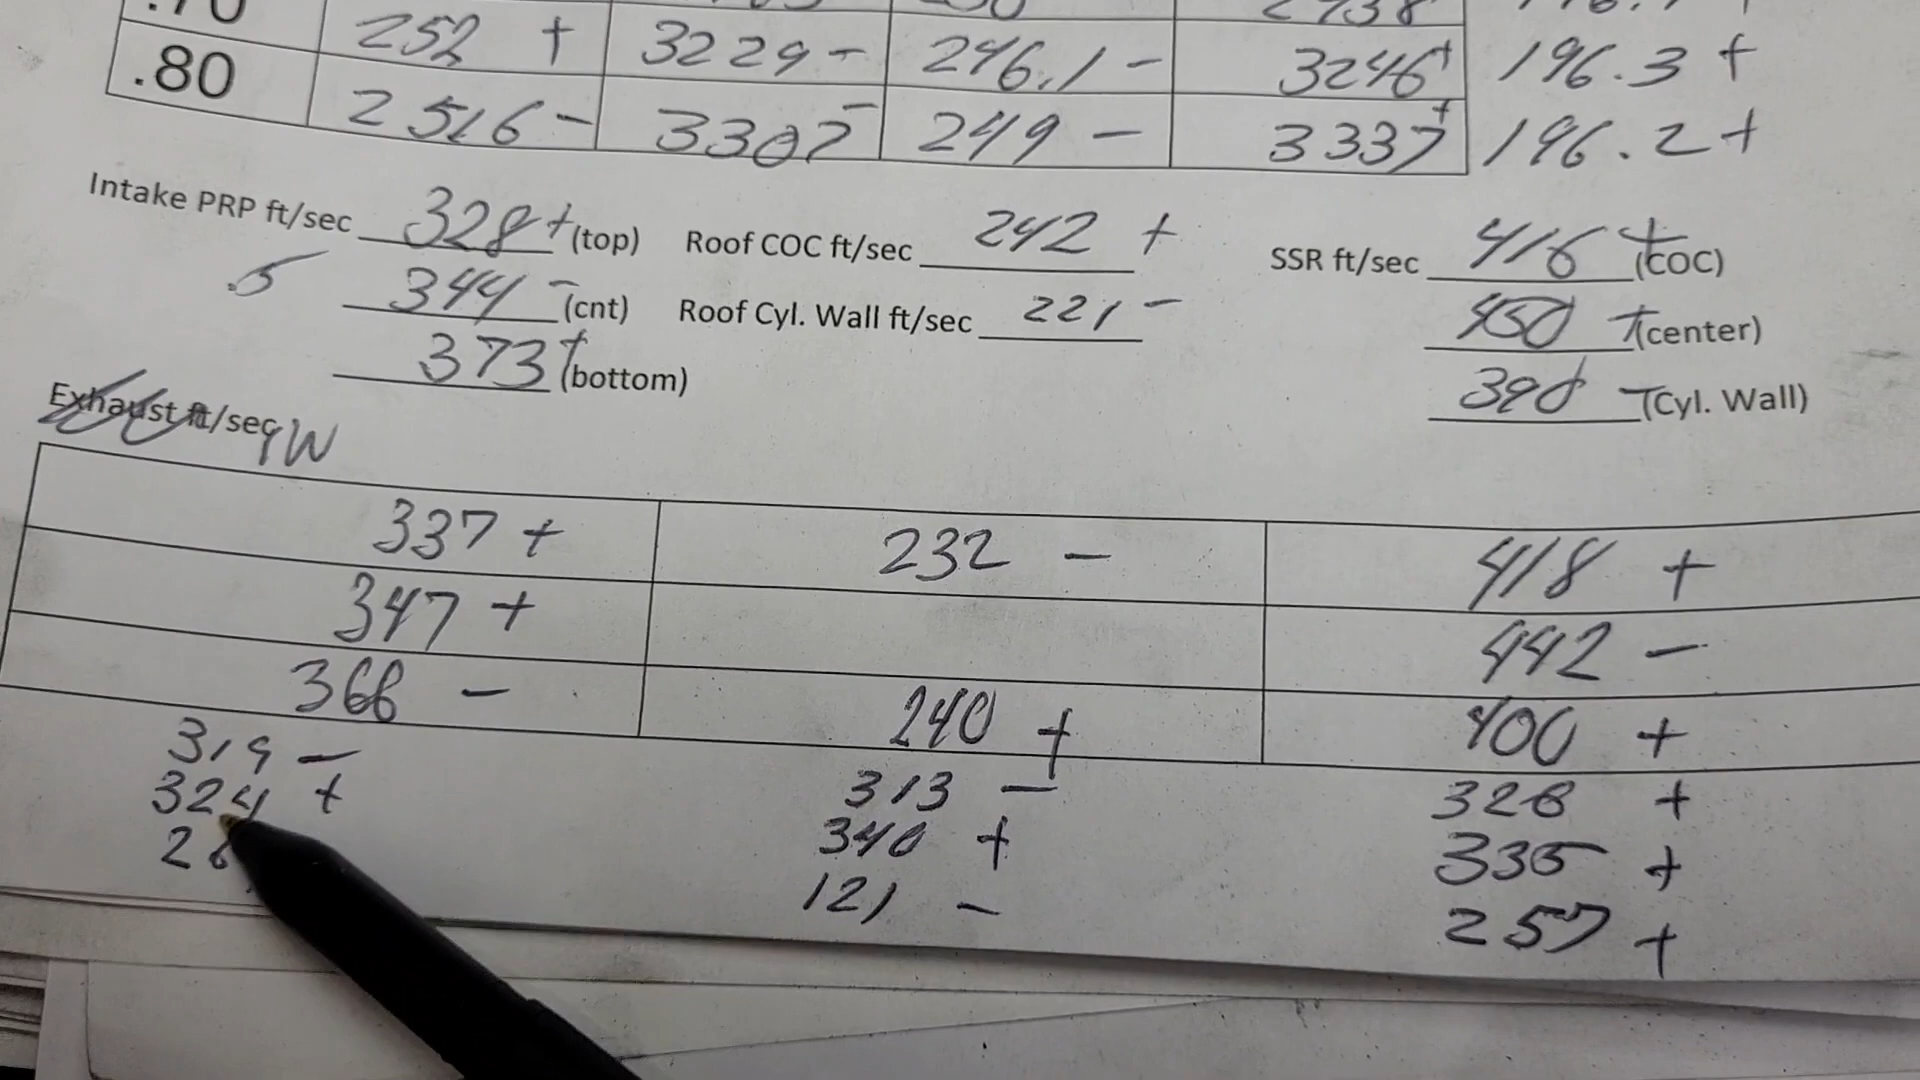 .70
252 + 3229 - 246.1 - 3246+ 196.3 +
.80 2516 - 3307 - 249 - 3337+ 196.2 +
Intake PRP ft/sec 328+ (top) Roof COC ft/sec 242 + SSR ft/sec 416 + (COC)
.5 344 - (cnt) Roof Cyl. Wall ft/sec 221 - 450 + (center)
373+ (bottom) 390 - (Cyl. Wall)
Exhaust ft/sec
337 + 232 - 418 +
347 + 442 -
366 - 240 + 400 +
319 - 313 - 328 +
324 + 340 + 335 +
121 - 257 +